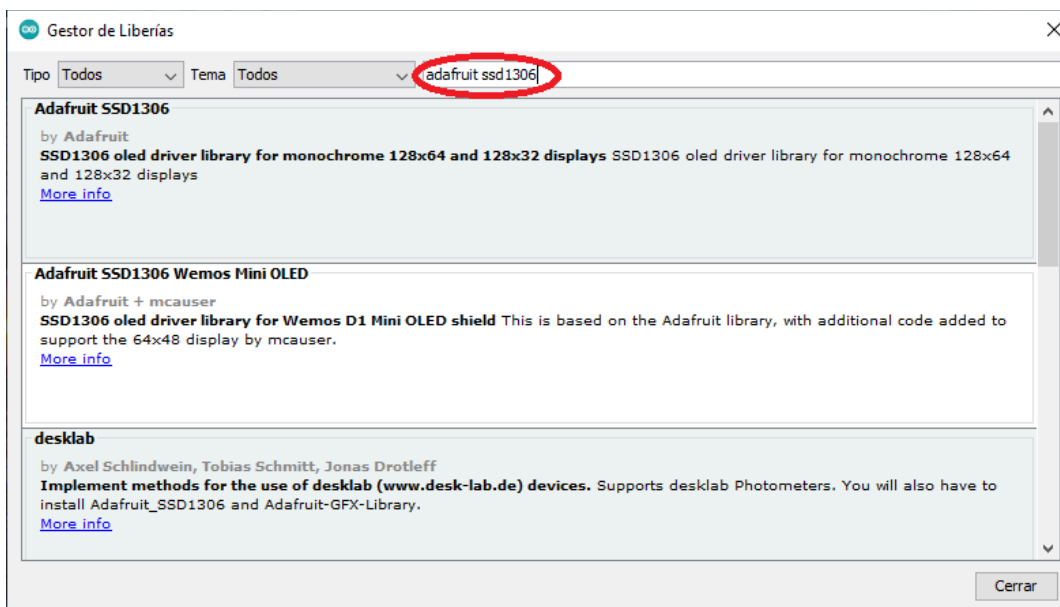 Gestor de Liberías
Tipo Todos Tema Todos adafruit ssd1306
Adafruit SSD1306
by Adafruit
SSD1306 oled driver library for monochrome 128x64 and 128x32 displays SSD1306 oled driver library for monochrome 128x64
and 128x32 displays
More info
Adafruit SSD1306 Wemos Mini OLED
by Adafruit + mcauser
SSD1306 oled driver library for Wemos D1 Mini OLED shield This is based on the Adafruit library, with additional code added to
support the 64x48 display by mcauser.
More info
desklab
by Axel Schlindwein, Tobias Schmitt, Jonas Drotleff
Implement methods for the use of desklab (www.desk-lab.de) devices. Supports desklab Photometers. You will also have to
install Adafruit_SSD1306 and Adafruit-GFX-Library.
More info
Cerrar